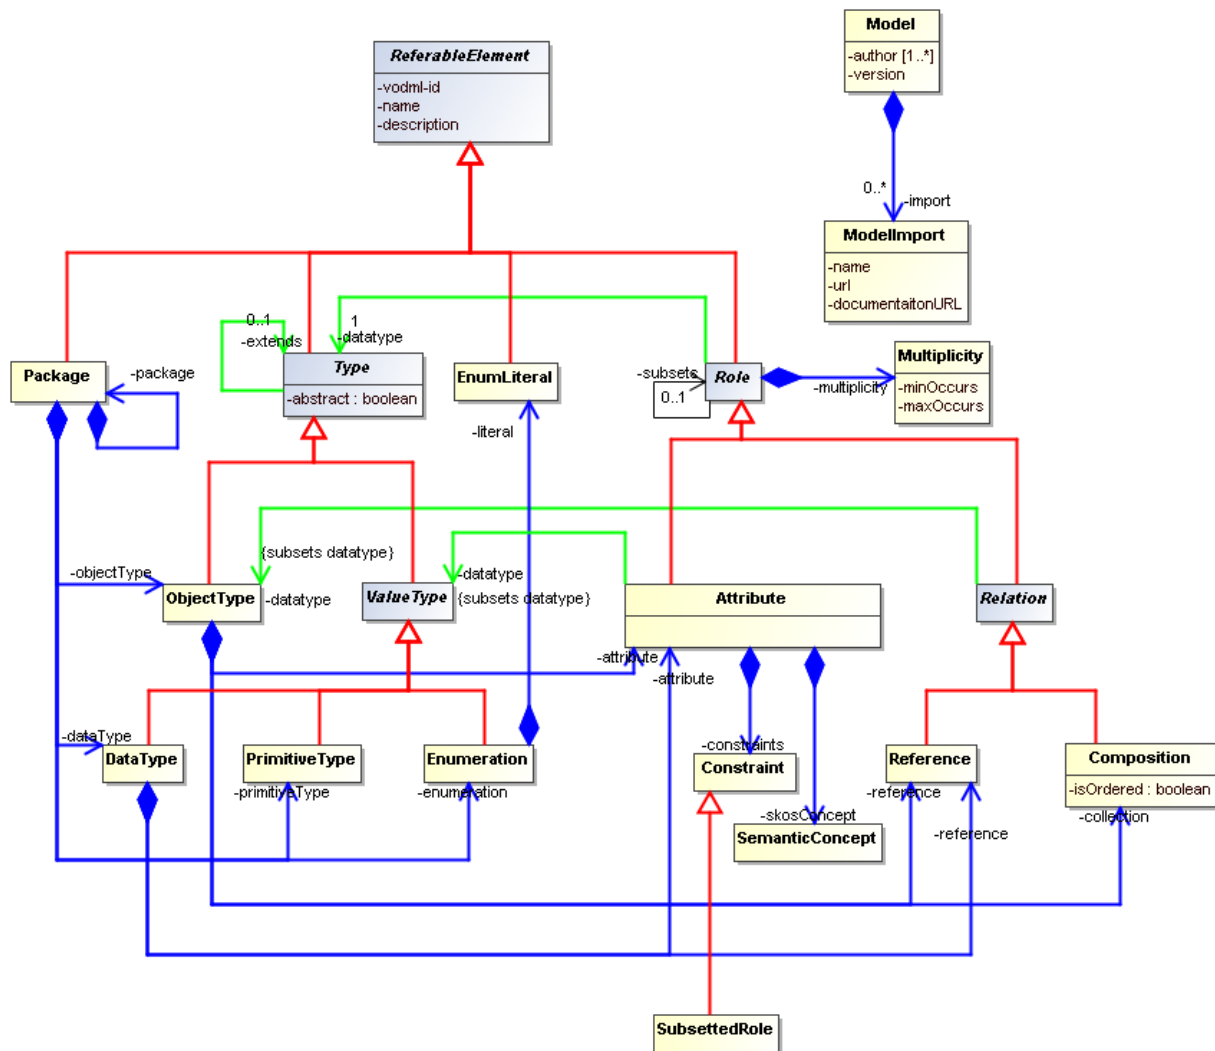 Model
-author [1..*]
-version
ReferableElement
-vodml-id
-name
-description
0..*
-import
ModelImport
-name
-url
-documentaitonURL
0..1
-extends
1
-datatype
Package
-package
Type
-abstract : boolean
EnumLiteral
-literal
-subsets
0..1
Role
-multiplicity
Multiplicity
-minOccurs
-maxOccurs
{subsets datatype}
-objectType
ObjectType
-datatype
ValueType
-datatype
{subsets datatype}
Attribute
Relation
-attribute
-attribute
-dataType
DataType
PrimitiveType
-primitiveType
Enumeration
-enumeration
-constraints
Constraint
-skosConcept
SemanticConcept
Reference
-reference
-reference
Composition
-isOrdered : boolean
-collection
SubsettedRole